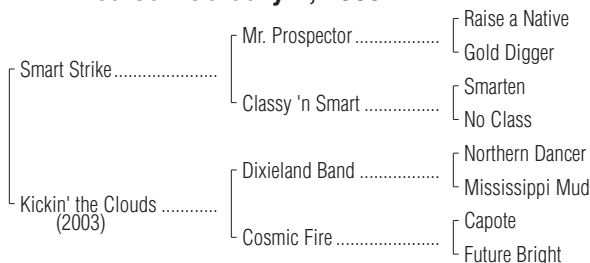 Raise a Native
Mr. Prospector ..................
Gold Digger
Smart Strike......................
Smarten
Classy 'n Smart ................
No Class
Northern Dancer
Dixieland Band .................
Mississippi Mud
Kickin' the Clouds ............
(2003)
Capote
Cosmic Fire ......................
Future Bright